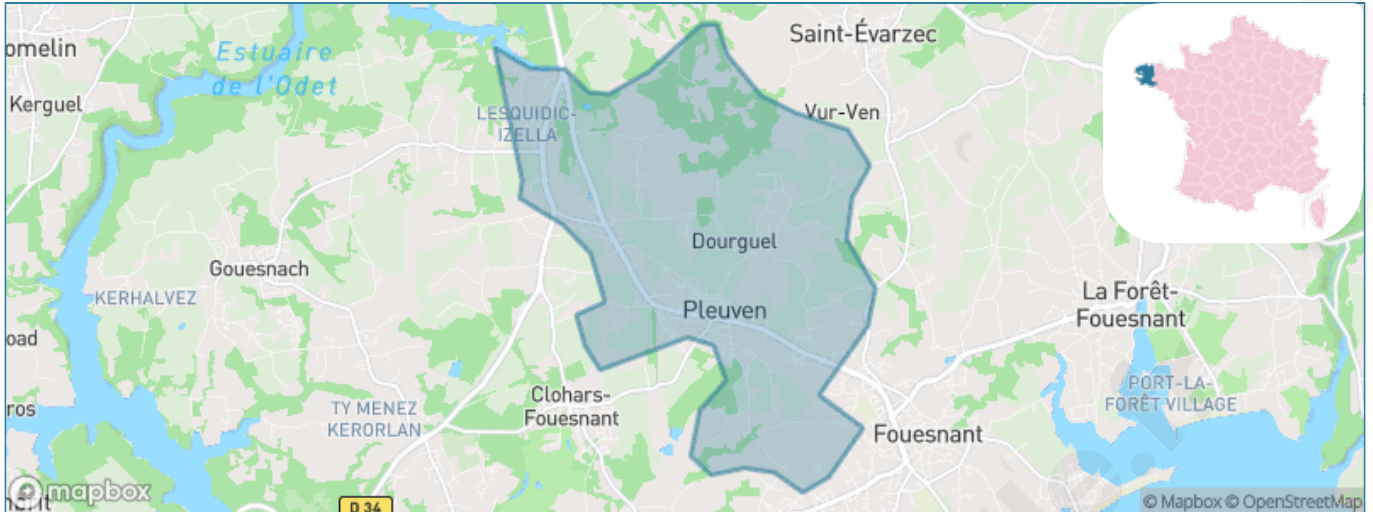 omelin
Estuaire
de l'Odet
Saint-Évarzec
Kerguel
LESQUIDIC-
IZELLA
Vur-Ven
Dourguel
Gouesnach
KERHALVEZ
Pleuven
La Forêt-
Fouesnant
oad
Clohars-
Fouesnant
PORT-LA-
FORÊT VILLAGE
ros
TY MENEZ
KERORLAN
Fouesnant
mapbox
D 34
© Mapbox © OpenStreetMap